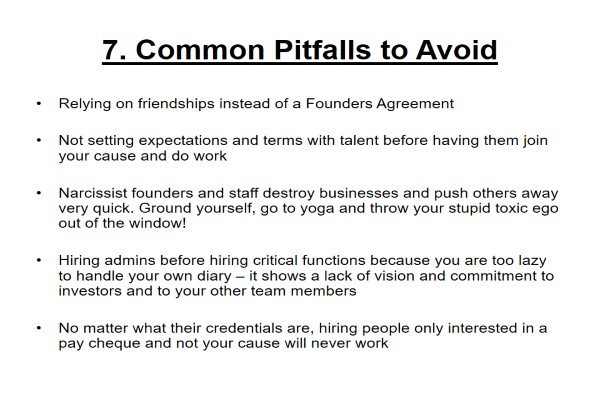 7. Common Pitfalls to Avoid
• Relying on friendships instead of a Founders Agreement
• Not setting expectations and terms with talent before having them join
your cause and do work
• Narcissist founders and staff destroy businesses and push others away
very quick. Ground yourself, go to yoga and throw your stupid toxic ego
out of the window!
• Hiring admins before hiring critical functions because you are too lazy
to handle your own diary – it shows a lack of vision and commitment to
investors and to your other team members
• No matter what their credentials are, hiring people only interested in a
pay cheque and not your cause will never work